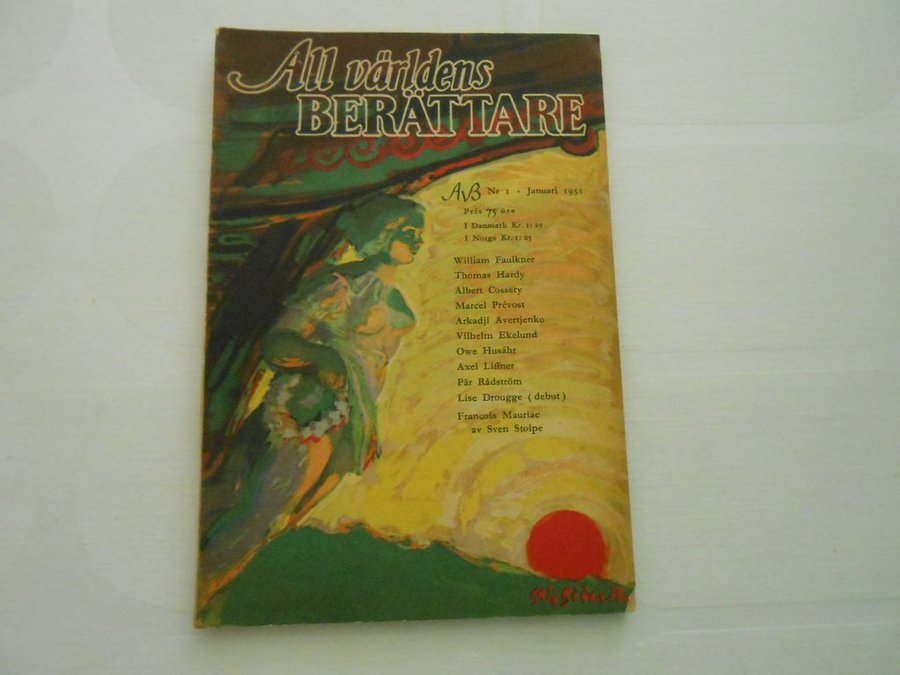 All världens
BERÄTTARE
AvB Nr 1 • Januari 1951
Pris 75 öre
I Danmark Kr. 1:25
I Norge Kr. 1:25
William Faulkner
Thomas Hardy
Albert Cossery
Marcel Prévost
Arkadji Avertjenko
Vilhelm Ekelund
Owe Husáhr
Axel Liffner
Pär Rådström
Lise Drougge (debut)
François Mauriac
av Sven Stolpe